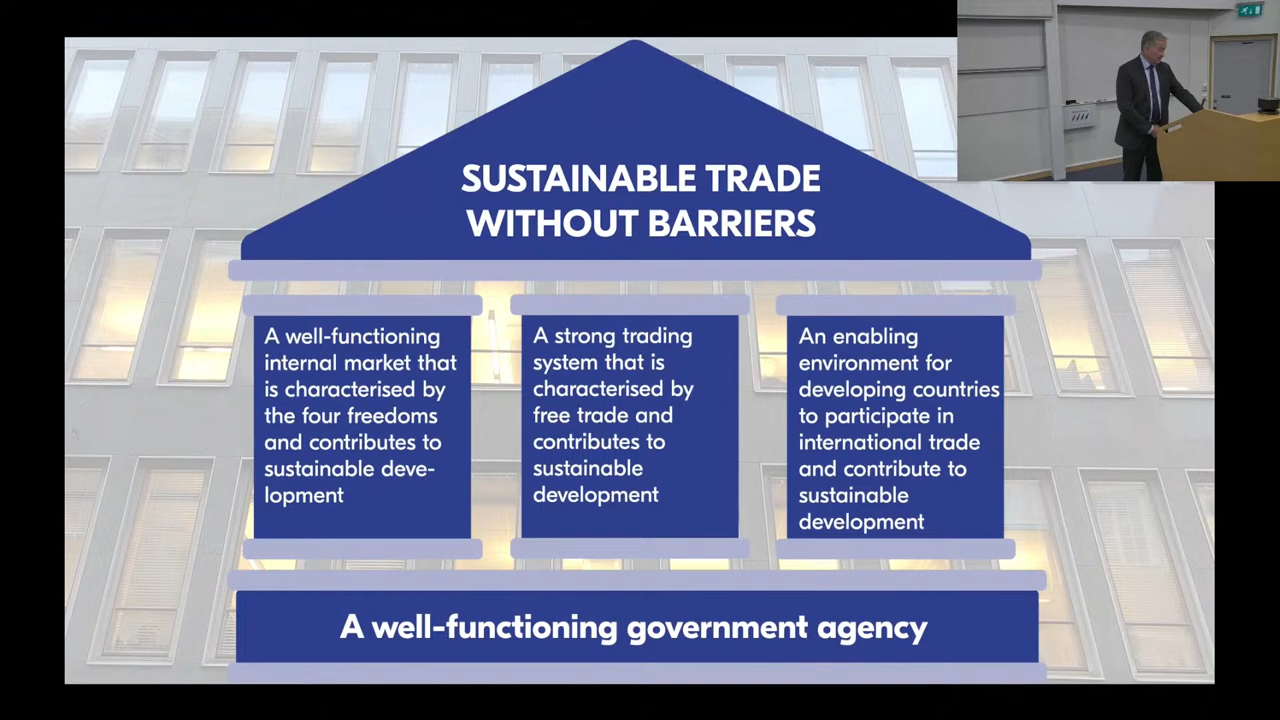 SUSTAINABLE TRADE
WITHOUT BARRIERS
A well-functioning
internal market that
is characterised by
the four freedoms
and contributes to
sustainable deve-
lopment
A strong trading
system that is
characterised by
free trade and
contributes to
sustainable
development
An enabling
environment for
developing countries
to participate in
international trade
and contribute to
sustainable
development
A well-functioning government agency